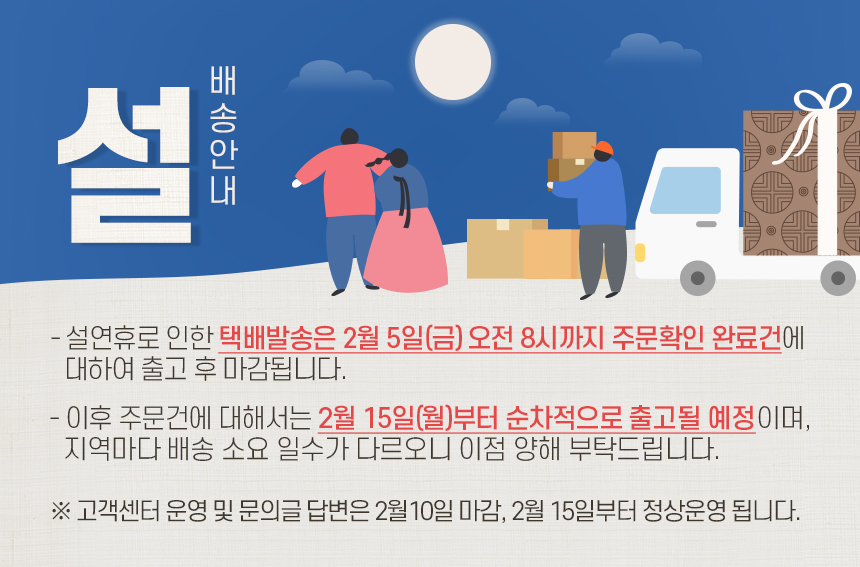 설
배송안내
- 설연휴로 인한 택배발송은 2월 5일(금) 오전 8시까지 주문확인 완료건에
대하여 출고 후 마감됩니다.
- 이후 주문건에 대해서는 2월 15일(월)부터 순차적으로 출고될 예정이며,
지역마다 배송 소요 일수가 다르오니 이점 양해 부탁드립니다.
※ 고객센터 운영 및 문의글 답변은 2월10일 마감, 2월 15일부터 정상운영 됩니다.